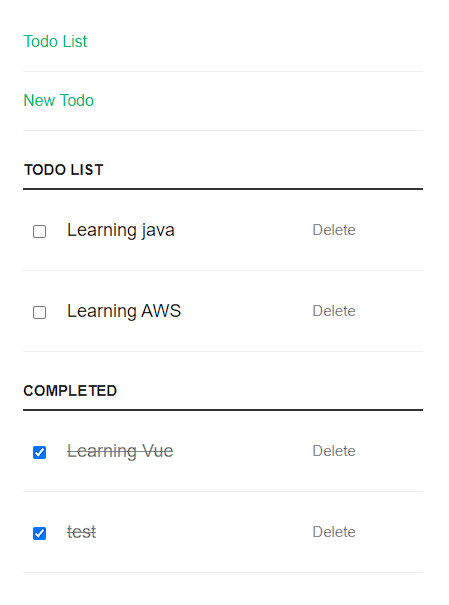 Todo List
New Todo
TODO LIST
Learning java Delete
Learning AWS Delete
COMPLETED
Learning Vue Delete
test Delete